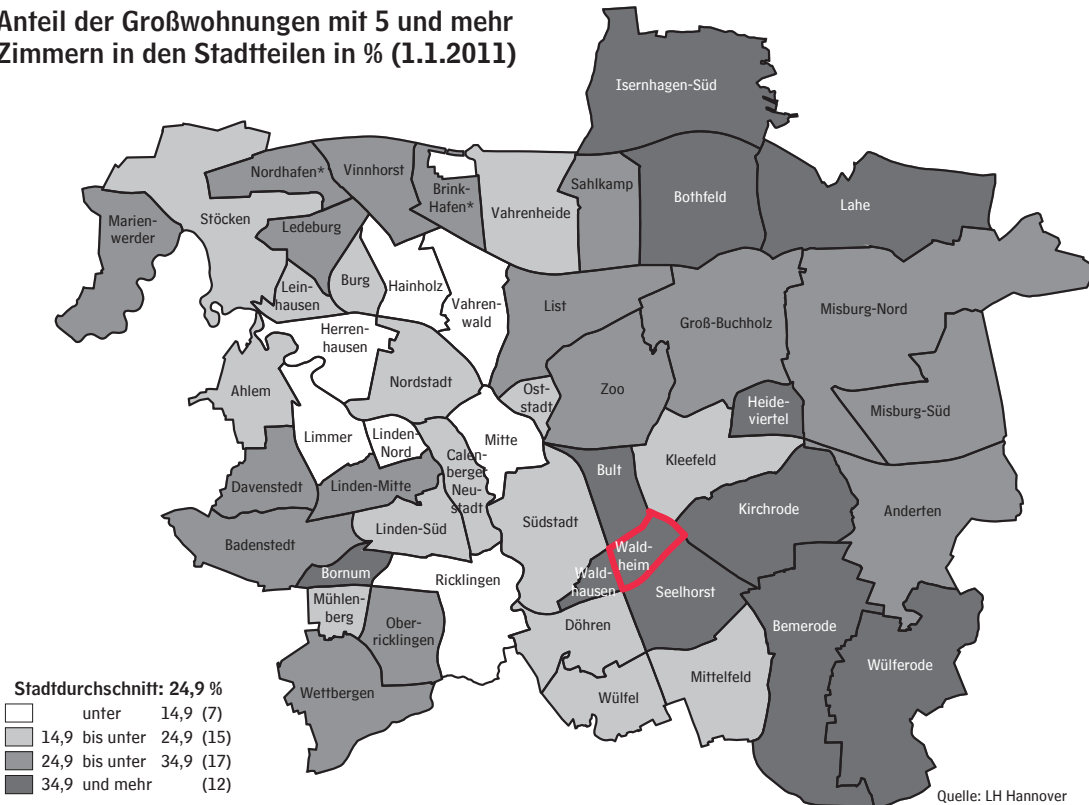 Anteil der Großwohnungen mit 5 und mehr
Zimmern in den Stadtteilen in % (1.1.2011)
Isernhagen-Süd
Nordhafen*
Vinnhorst
Brink-
Hafen*
Vahrenheide
Sahlkamp
Bothfeld
Lahe
Marien-
werder
Stöcken
Ledeburg
Lein-
hausen
Burg
Hainholz
Vahren-
wald
List
Groß-Buchholz
Misburg-Nord
Herren-
hausen
Nordstadt
Ost-
stadt
Zoo
Heide-
viertel
Misburg-Süd
Ahlem
Limmer
Linden-
Nord
Calen-
berger
Neu-
stadt
Mitte
Bult
Kleefeld
Davenstedt
Linden-Mitte
Südstadt
Kirchrode
Anderten
Badenstedt
Linden-Süd
Wald-
heim
Wald-
hausen
Bornum
Ricklingen
Seelhorst
Mühlen-
berg
Ober-
ricklingen
Döhren
Bemerode
Wülferode
Wettbergen
Wülfel
Mittelfeld
Stadtdurchschnitt: 24,9 %
unter 14,9 (7)
14,9 bis unter 24,9 (15)
24,9 bis unter 34,9 (17)
34,9 und mehr (12)
Quelle: LH Hannover